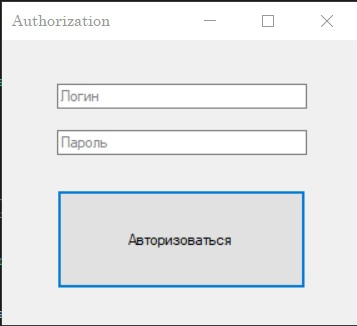 Authorization
Логин
Пароль
Авторизоваться